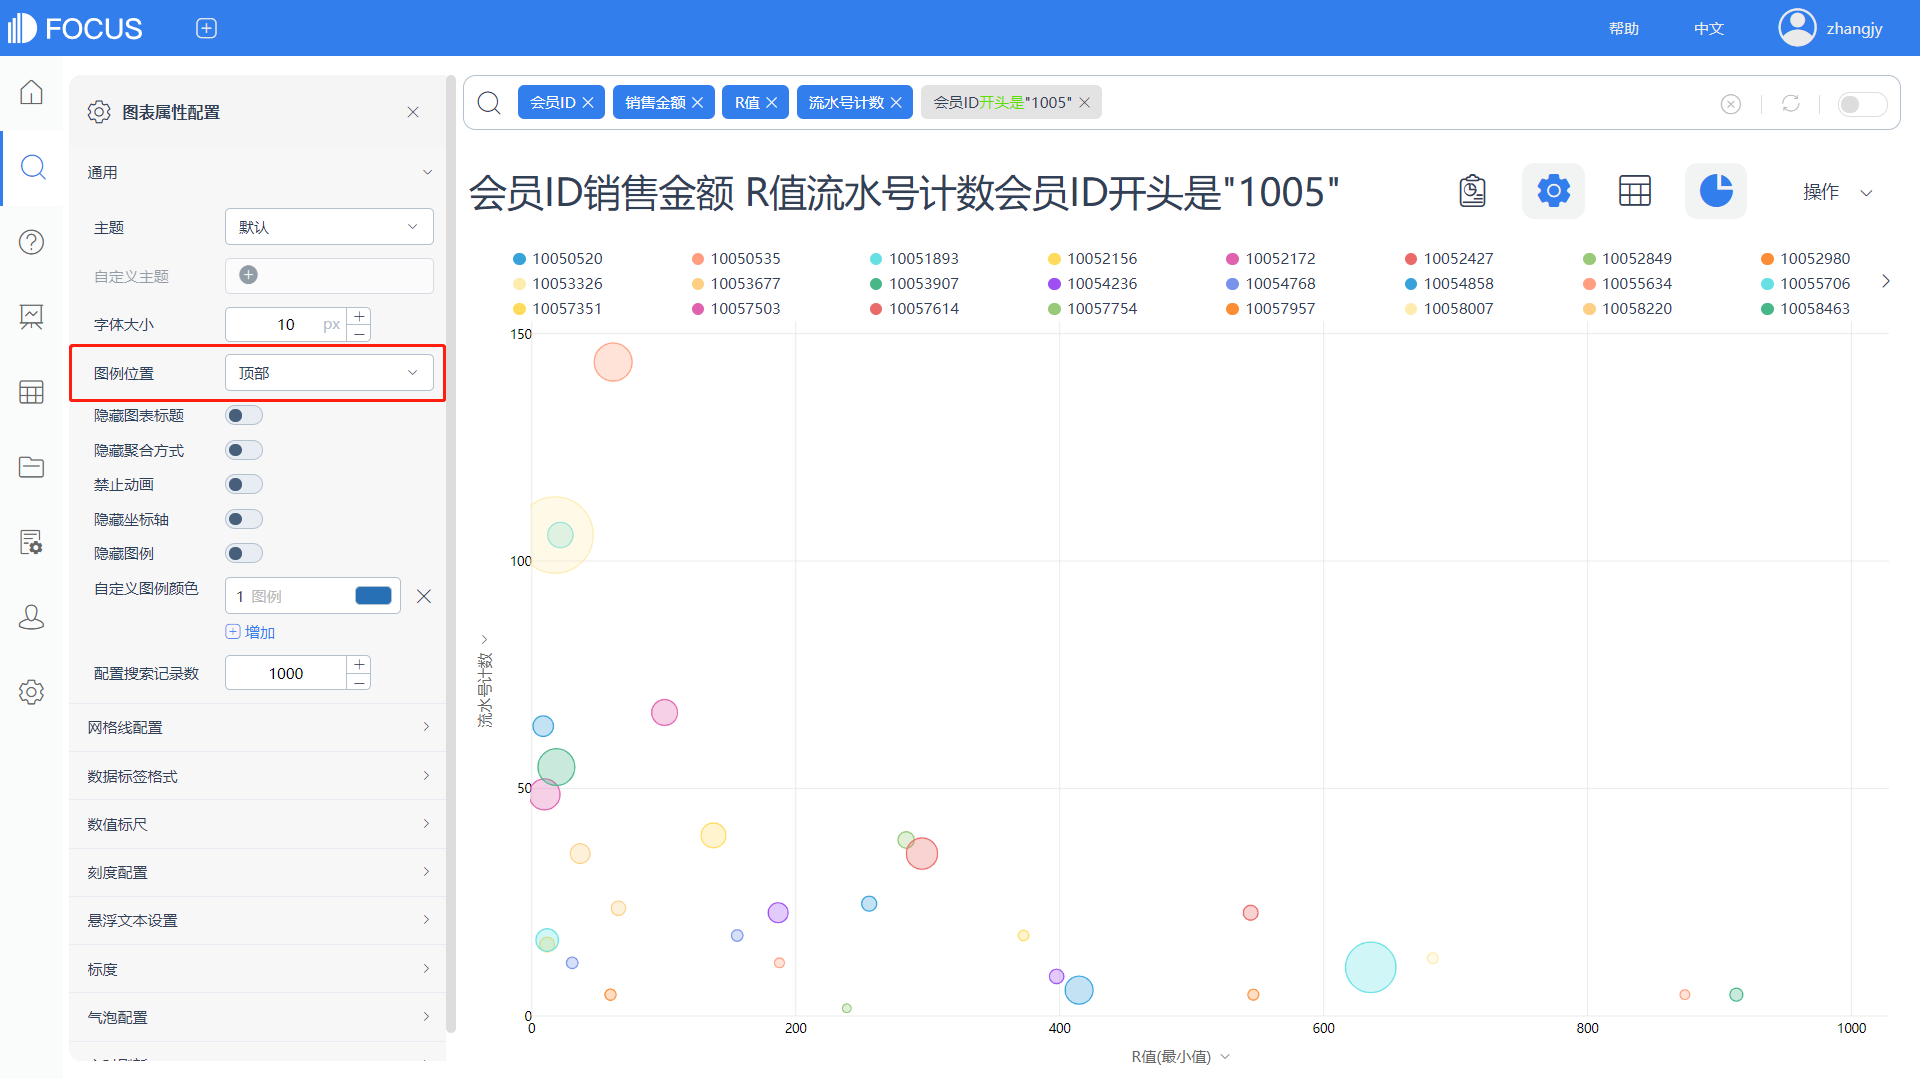 FOCUS
帮助
中文
zhangjy
图表属性配置
通用
主题
默认
自定义主题
字体大小
10 px
图例位置
顶部
隐藏图表标题
隐藏聚合方式
禁止动画
隐藏坐标轴
隐藏图例
自定义图例颜色
1 图例
增加
配置搜索记录数
1000
网格线配置
数据标签格式
数值标尺
刻度配置
悬浮文本设置
标度
气泡配置
会员ID 销售金额 R值 流水号计数 会员ID开头是"1005"
会员ID销售金额 R值流水号计数会员ID开头是"1005"
操作
10050520 10050535 10051893 10052156 10052172 10052427 10052849 10052980
10053326 10053677 10053907 10054236 10054768 10054858 10055634 10055706
10057351 10057503 10057614 10057754 10057957 10058007 10058220 10058463
150
100
50
0
流水号计数
0 200 400 600 800 1000
R值(最小值)